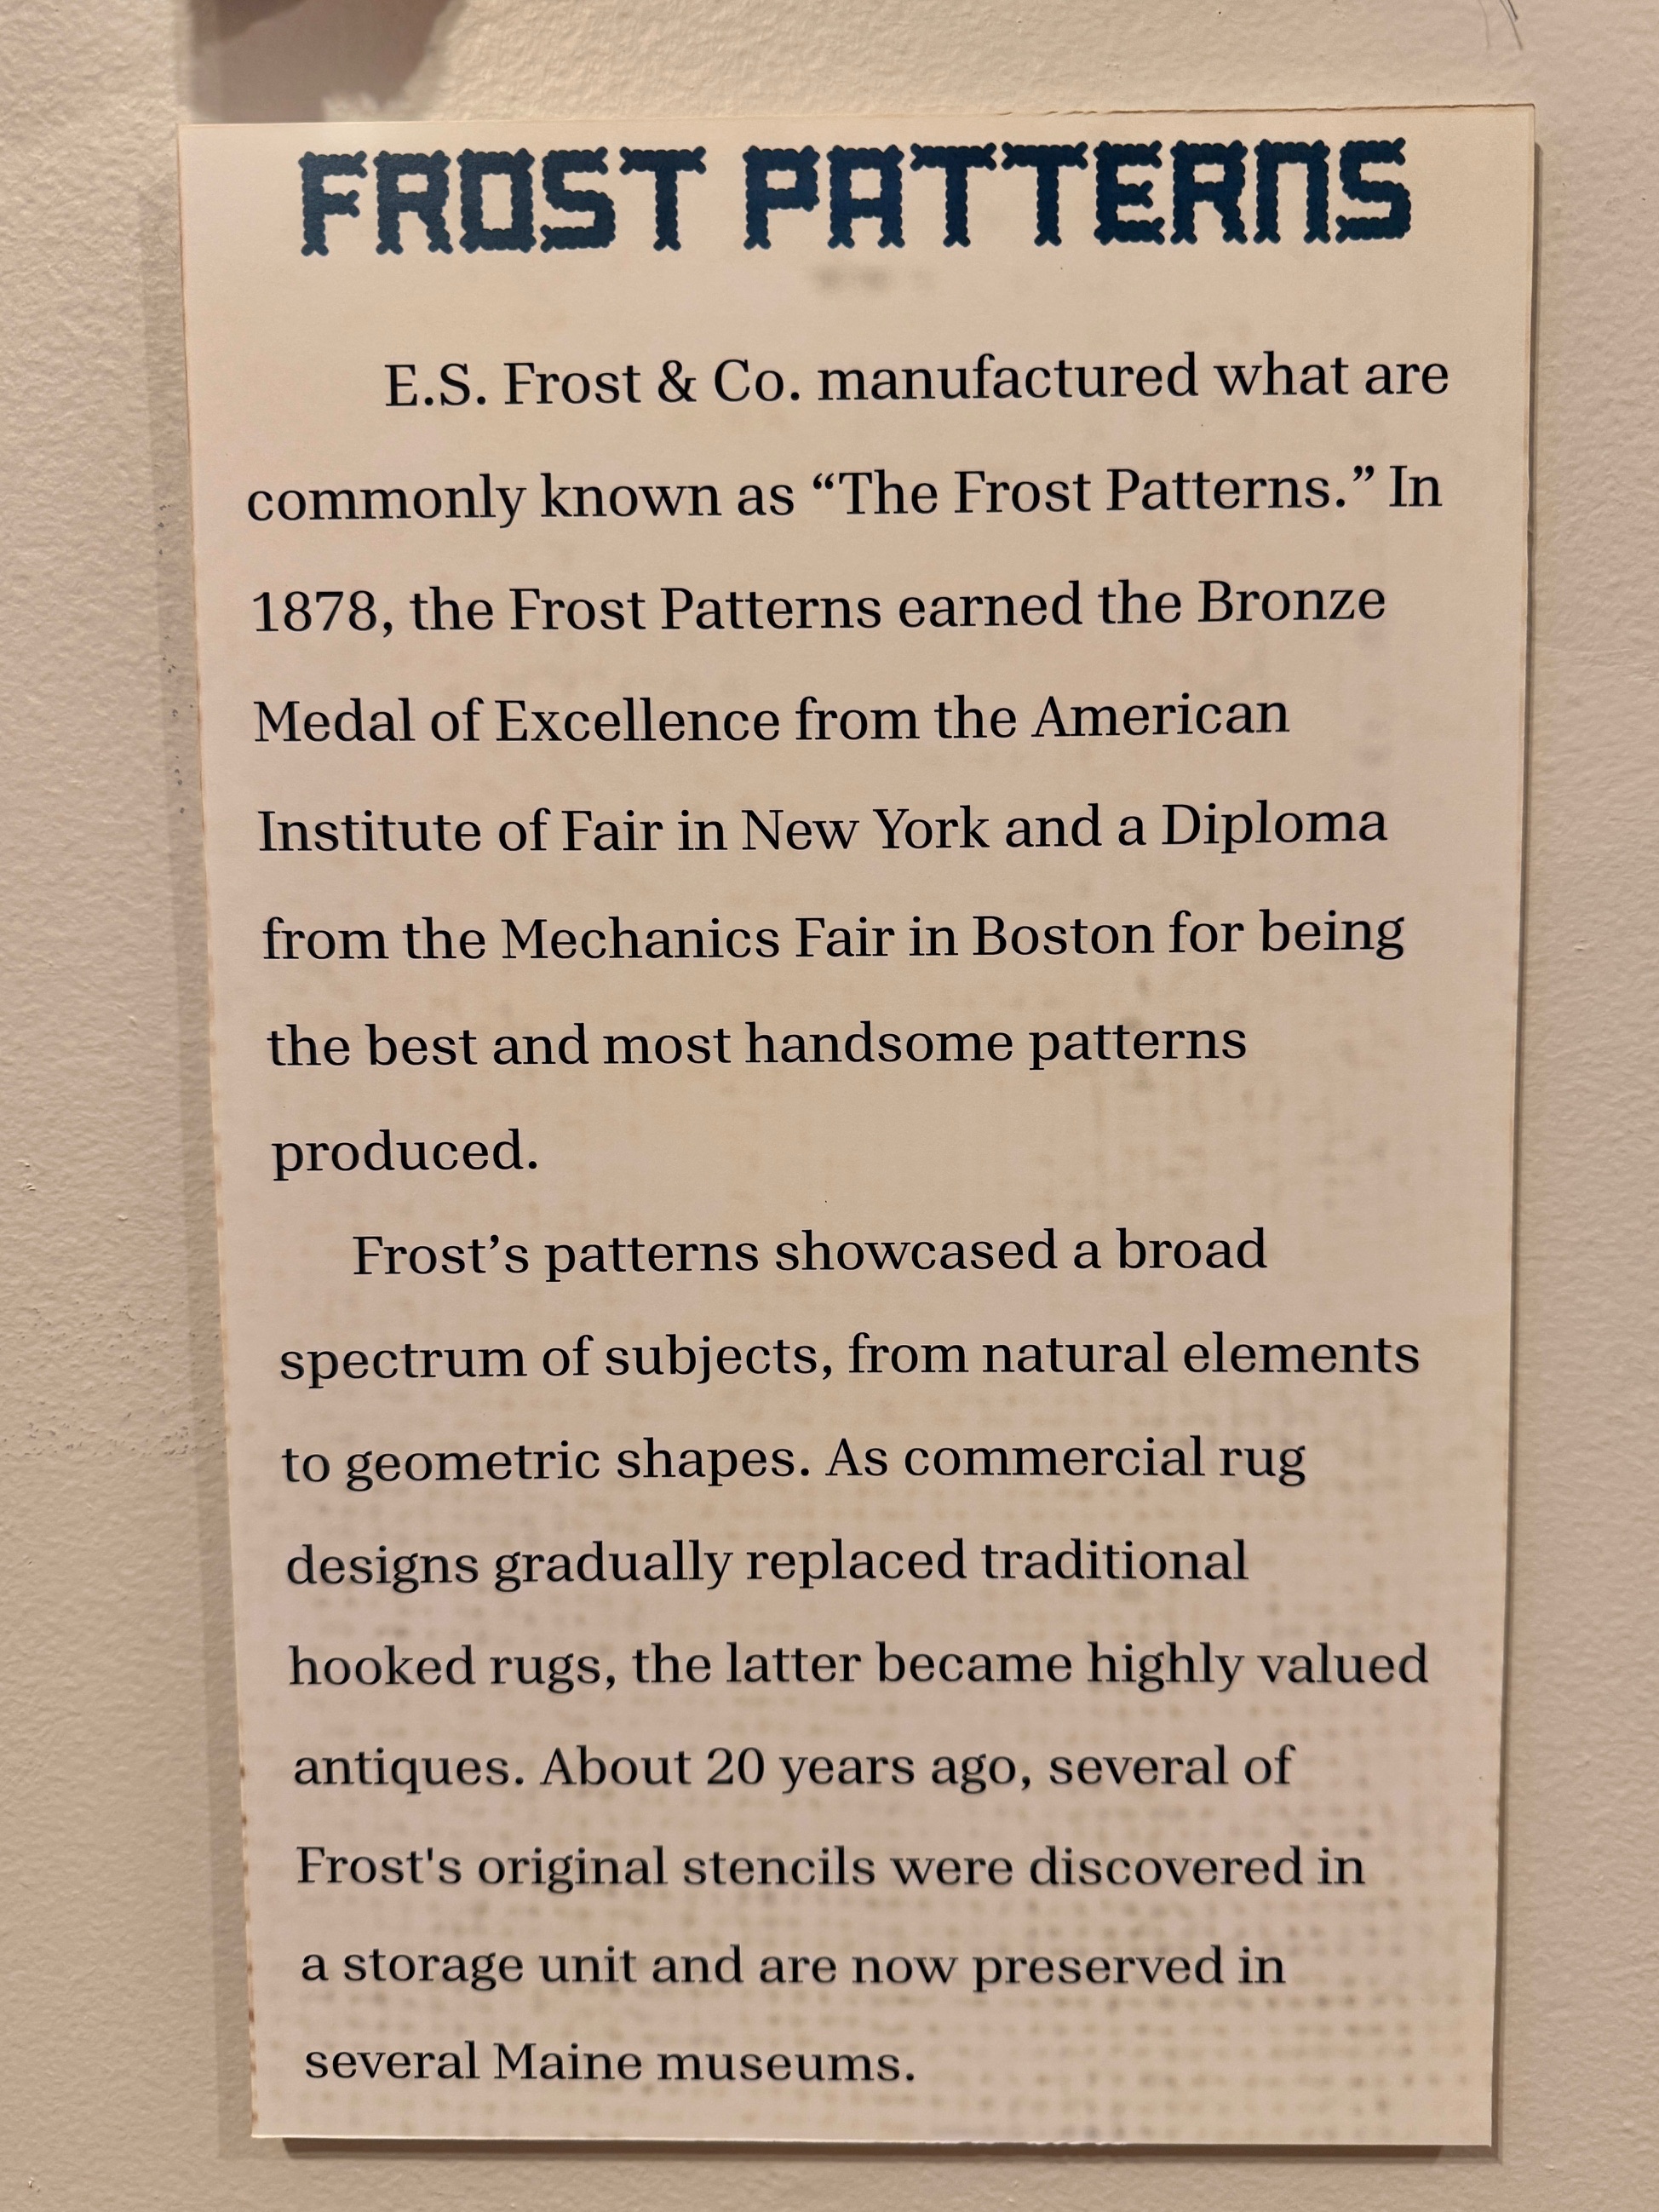 FROST PATTERNS
E.S. Frost & Co. manufactured what are
commonly known as “The Frost Patterns.” In
1878, the Frost Patterns earned the Bronze
Medal of Excellence from the American
Institute of Fair in New York and a Diploma
from the Mechanics Fair in Boston for being
the best and most handsome patterns
produced.
Frost’s patterns showcased a broad
spectrum of subjects, from natural elements
to geometric shapes. As commercial rug
designs gradually replaced traditional
hooked rugs, the latter became highly valued
antiques. About 20 years ago, several of
Frost's original stencils were discovered in
a storage unit and are now preserved in
several Maine museums.